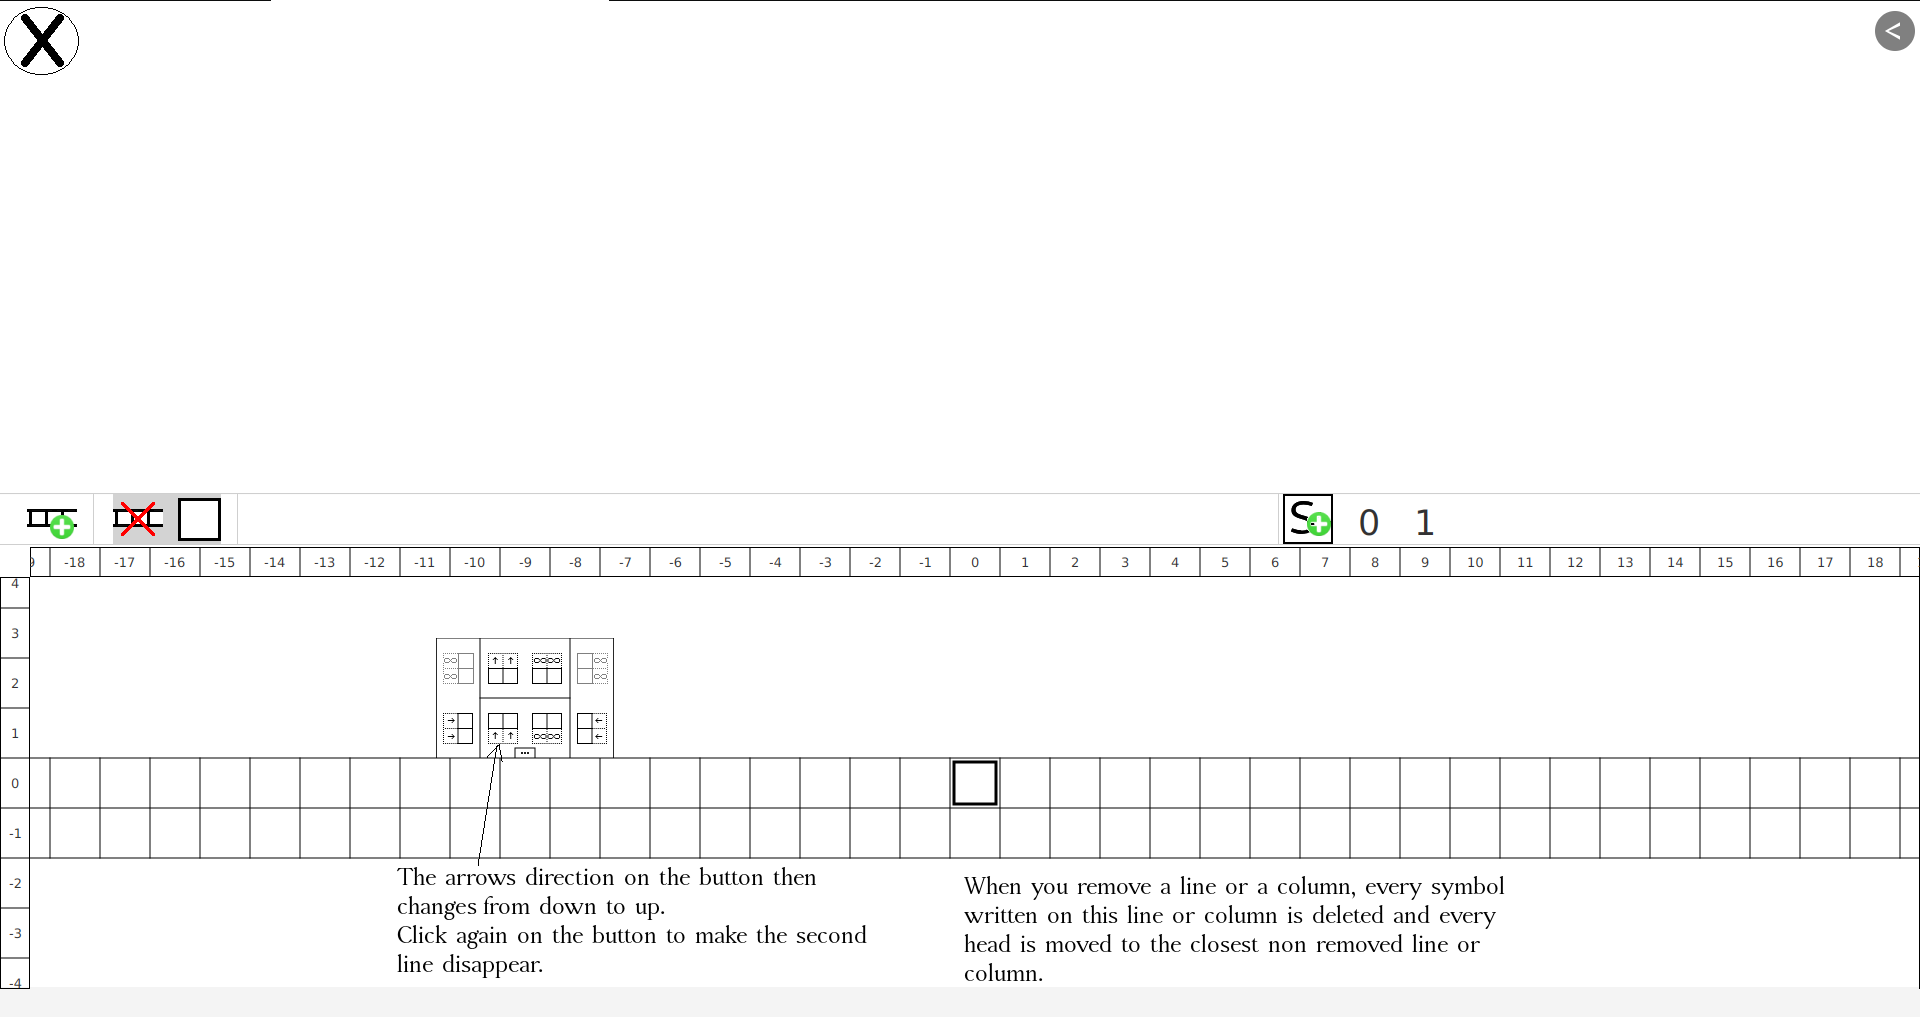 X
<
S 0 1
9 -18 -17 -16 -15 -14 -13 -12 -11 -10 -9 -8 -7 -6 -5 -4 -3 -2 -1 0 1 2 3 4 5 6 7 8 9 10 11 12 13 14 15 16 17 18
4
3
2
1
0
-1
-2
-3
-4
The arrows direction on the button then
changes from down to up.
Click again on the button to make the second
line disappear.
When you remove a line or a column, every symbol
written on this line or column is deleted and every
head is moved to the closest non removed line or
column.